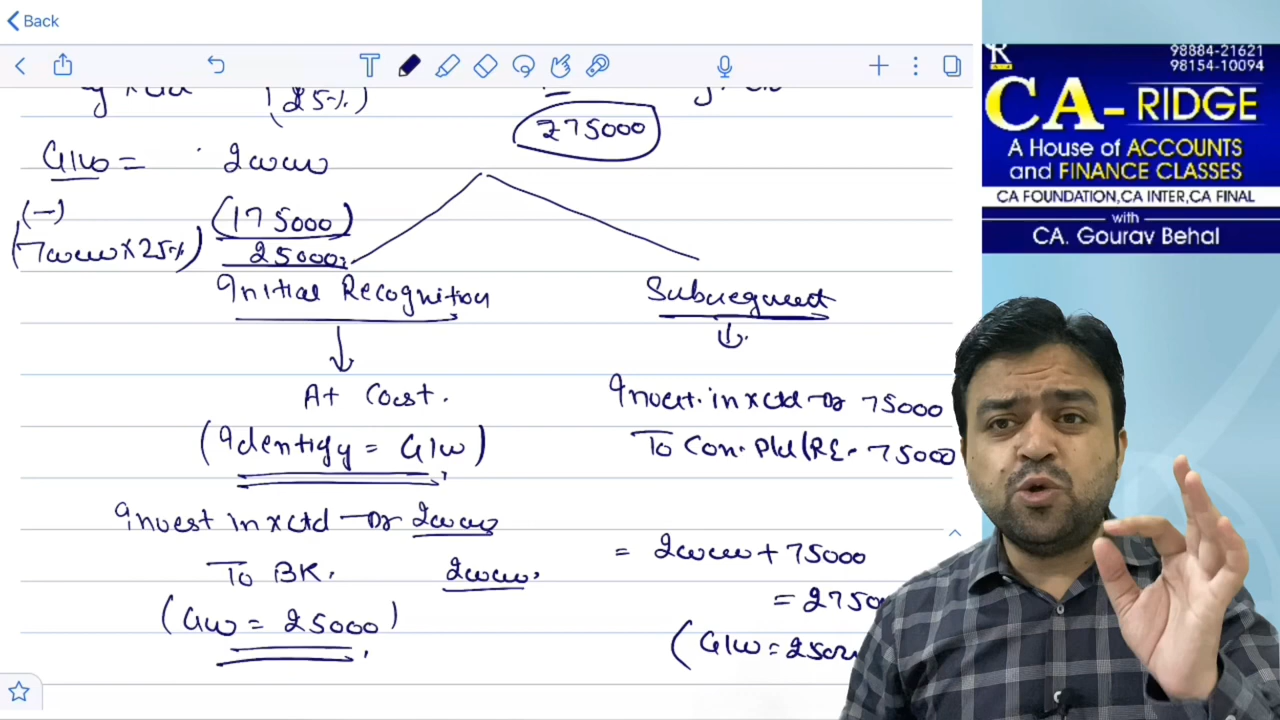 Back
(25%)
275000
G/w = 200000
(-)
(700000 x 25%)
(175000)
25000
Initial Recognition
Subsequent
At Cost.
(Identify = G/w)
Invest. in x Ltd Dr 75000
To Con. P&L/RE. 75000
Invest in x Ltd Dr 200000
To BK. 200000
(Gw = 25000)
= 200000 + 75000
= 2750
(G/w = 250
98884-21621
98154-10094
CA-RIDGE
A House of ACCOUNTS
and FINANCE CLASSES
CA FOUNDATION,CA INTER,CA FINAL
with
CA. Gourav Behal